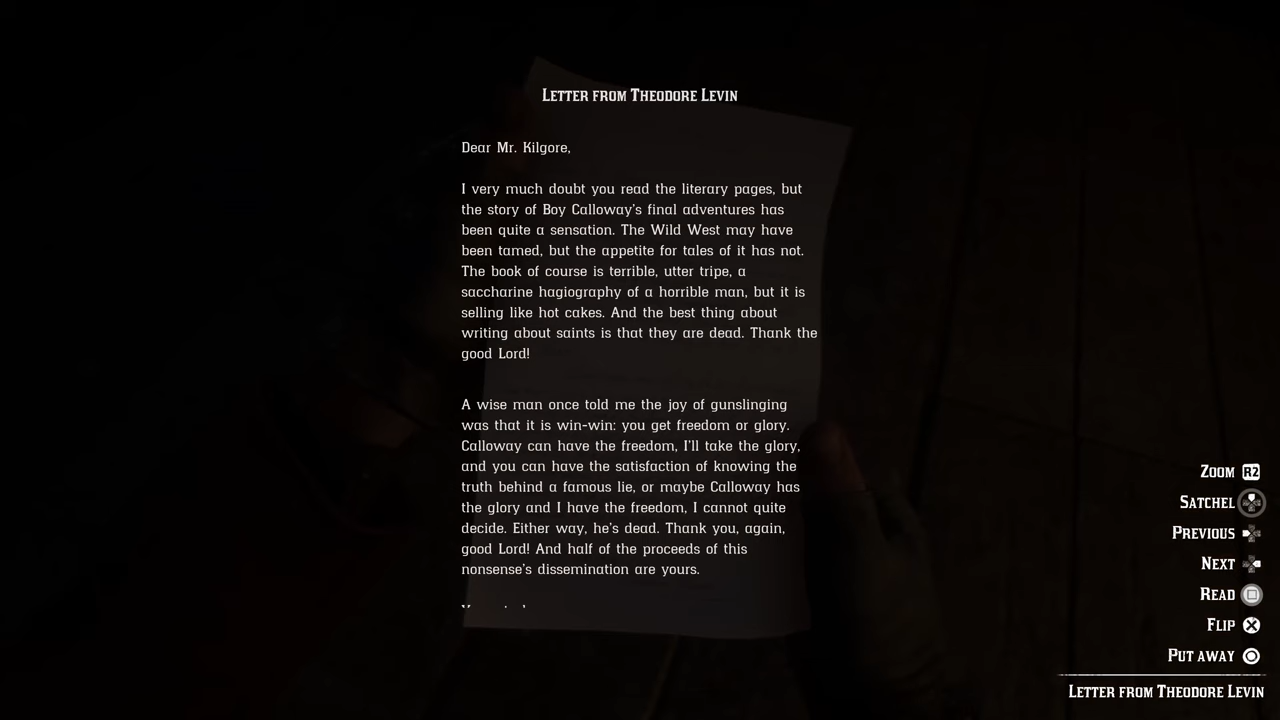 Letter from Theodore Levin
Dear Mr. Kilgore,
I very much doubt you read the literary pages, but
the story of Boy Calloway's final adventures has
been quite a sensation. The Wild West may have
been tamed, but the appetite for tales of it has not.
The book of course is terrible, utter tripe, a
saccharine hagiography of a horrible man, but it is
selling like hot cakes. And the best thing about
writing about saints is that they are dead. Thank the
good Lord!
A wise man once told me the joy of gunslinging
was that it is win-win: you get freedom or glory.
Calloway can have the freedom, I'll take the glory,
and you can have the satisfaction of knowing the
truth behind a famous lie, or maybe Calloway has
the glory and I have the freedom, I cannot quite
decide. Either way, he's dead. Thank you, again,
good Lord! And half of the proceeds of this
nonsense's dissemination are yours.
Zoom R2
Satchel
Previous
Next
Read
Flip
Put away
Letter from Theodore Levin